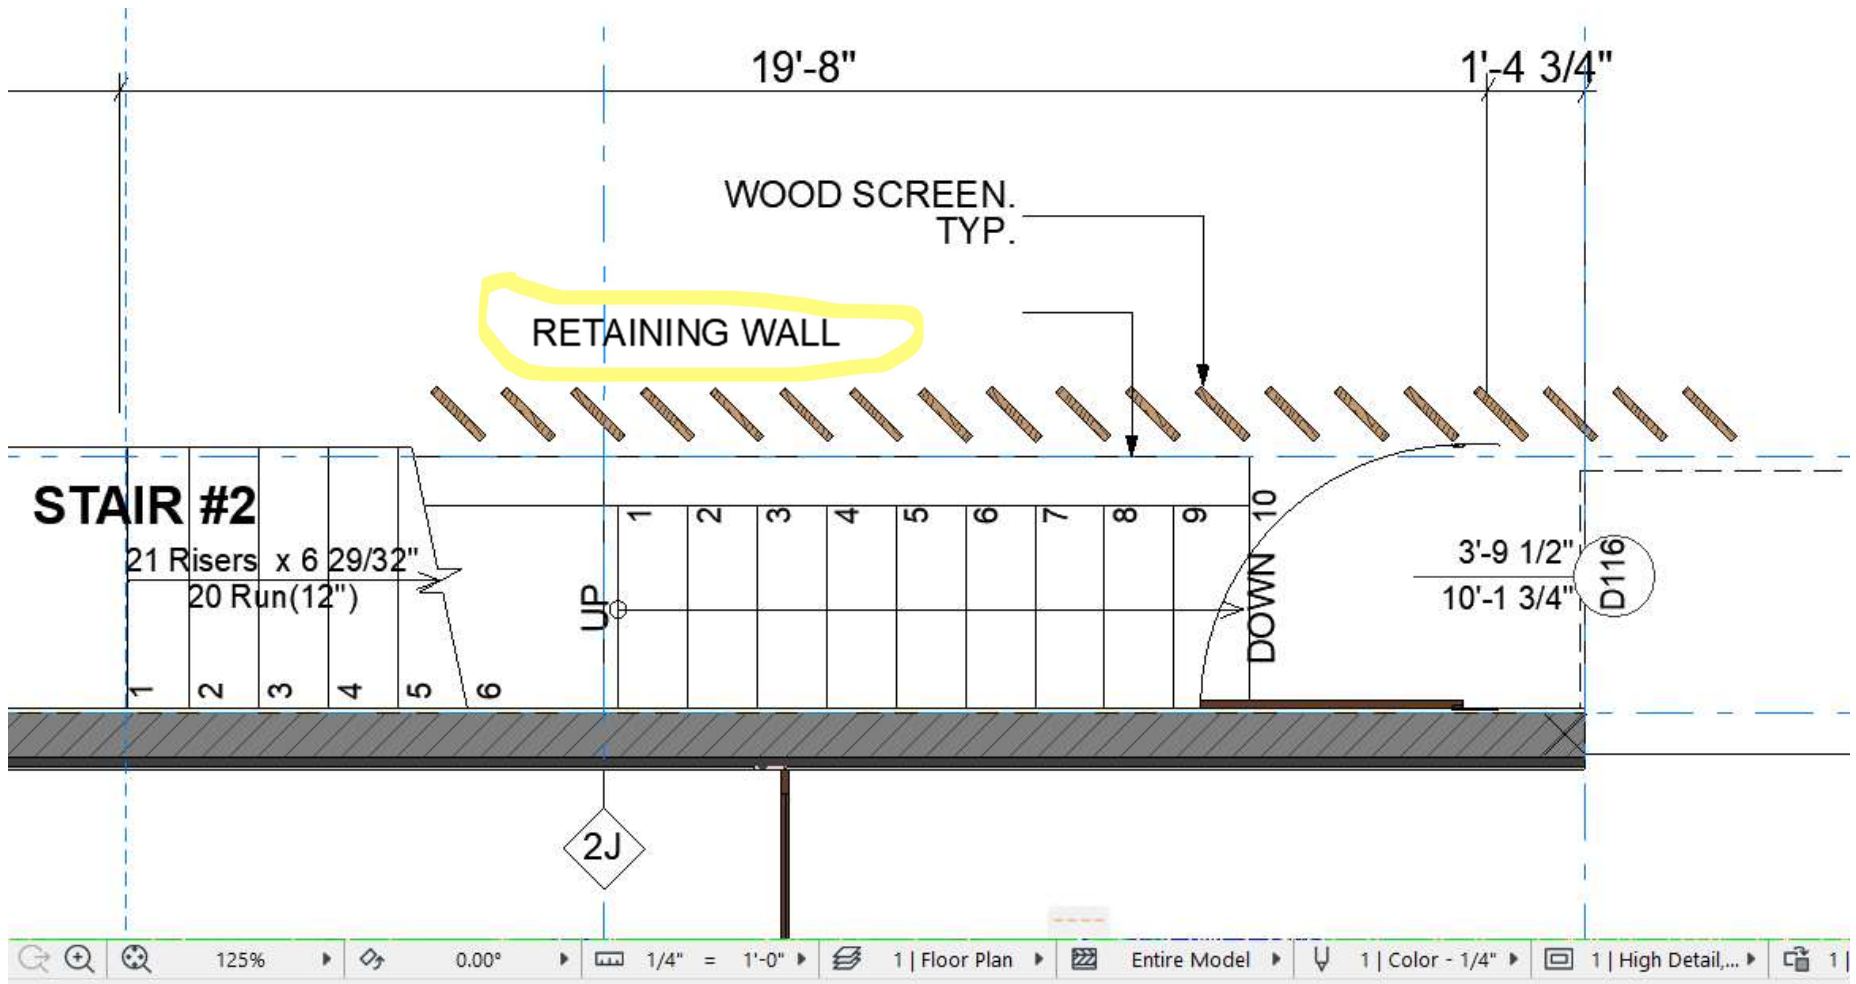 19'-8"
1'-4 3/4"
WOOD SCREEN.
TYP.
RETAINING WALL
STAIR #2
21 Risers x 6 29/32"
20 Run(12")
1
2
3
4
5
6
UP
1
2
3
4
5
6
7
8
9
10
DOWN
3'-9 1/2"
10'-1 3/4"
D116
2J
125%
0.00°
1/4" = 1'-0"
1 | Floor Plan
Entire Model
1 | Color - 1/4"
1 | High Detail,...
1 |